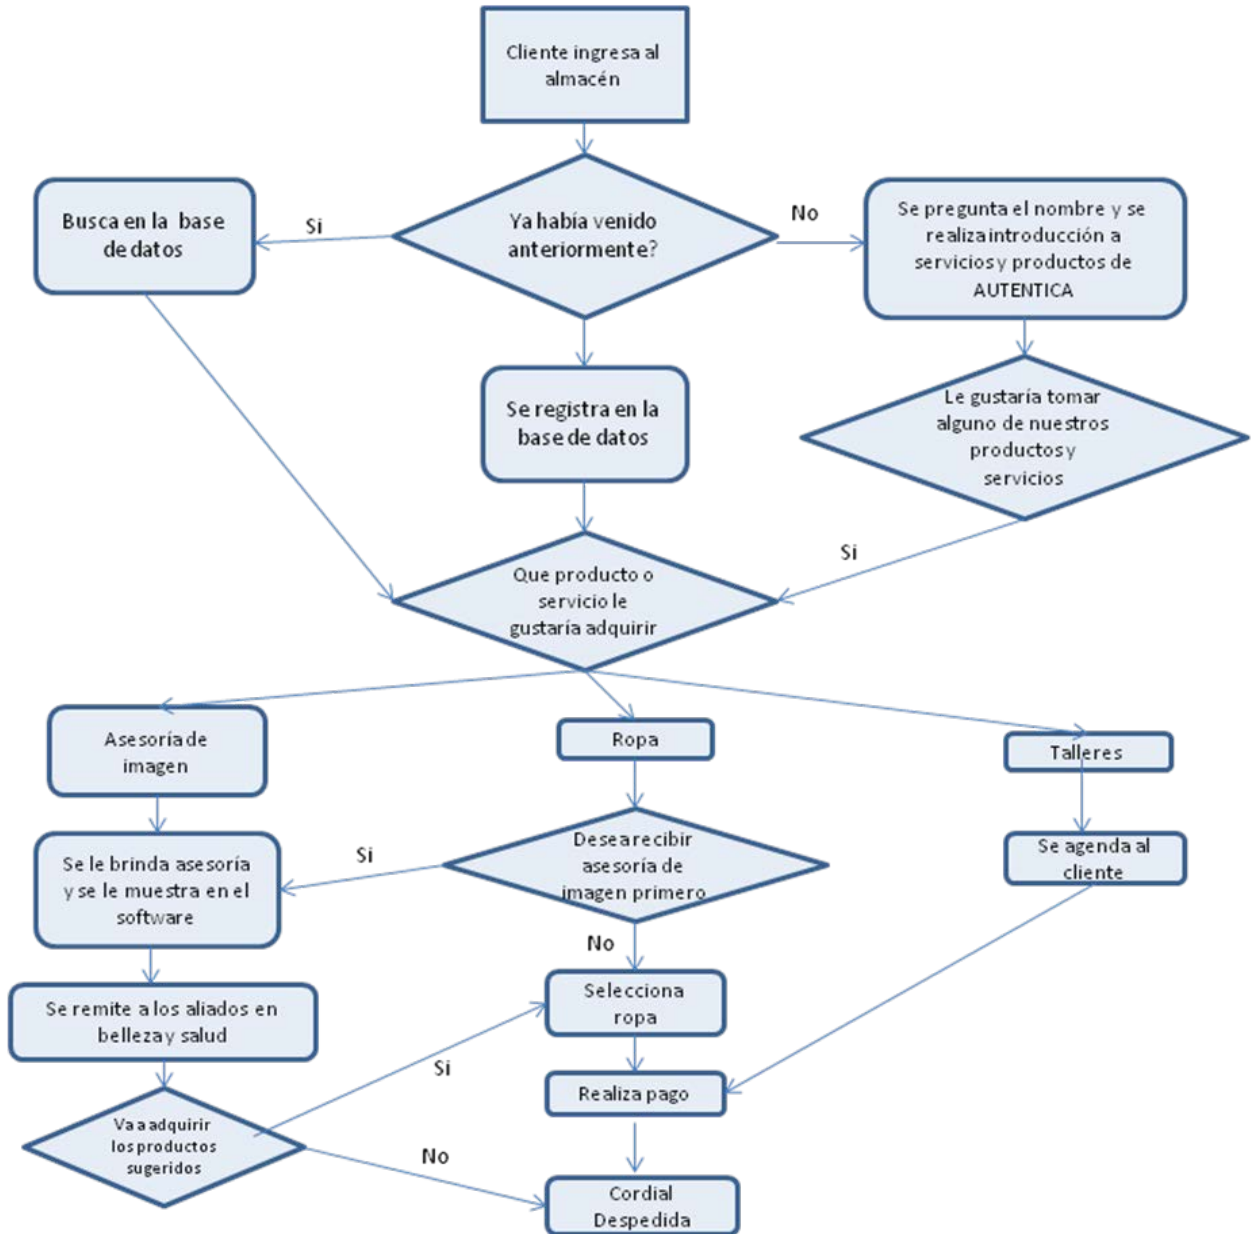 Cliente ingresa al
almacén
Ya había venido
anteriormente?
Si
No
Busca en la base
de datos
Se pregunta el nombre y se
realiza introducción a
servicios y productos de
AUTENTICA
Se registra en la
base de datos
Le gustaría tomar
alguno de nuestros
productos y
servicios
Si
Que producto o
servicio le
gustaría adquirir
Asesoría de
imagen
Ropa
Talleres
Se le brinda asesoría
y se le muestra en el
software
Si
Desea recibir
asesoría de
imagen primero
Se agenda al
cliente
No
Se remite a los aliados en
belleza y salud
Selecciona
ropa
Si
Realiza pago
Va a adquirir
los productos
sugeridos
No
Cordial
Despedida